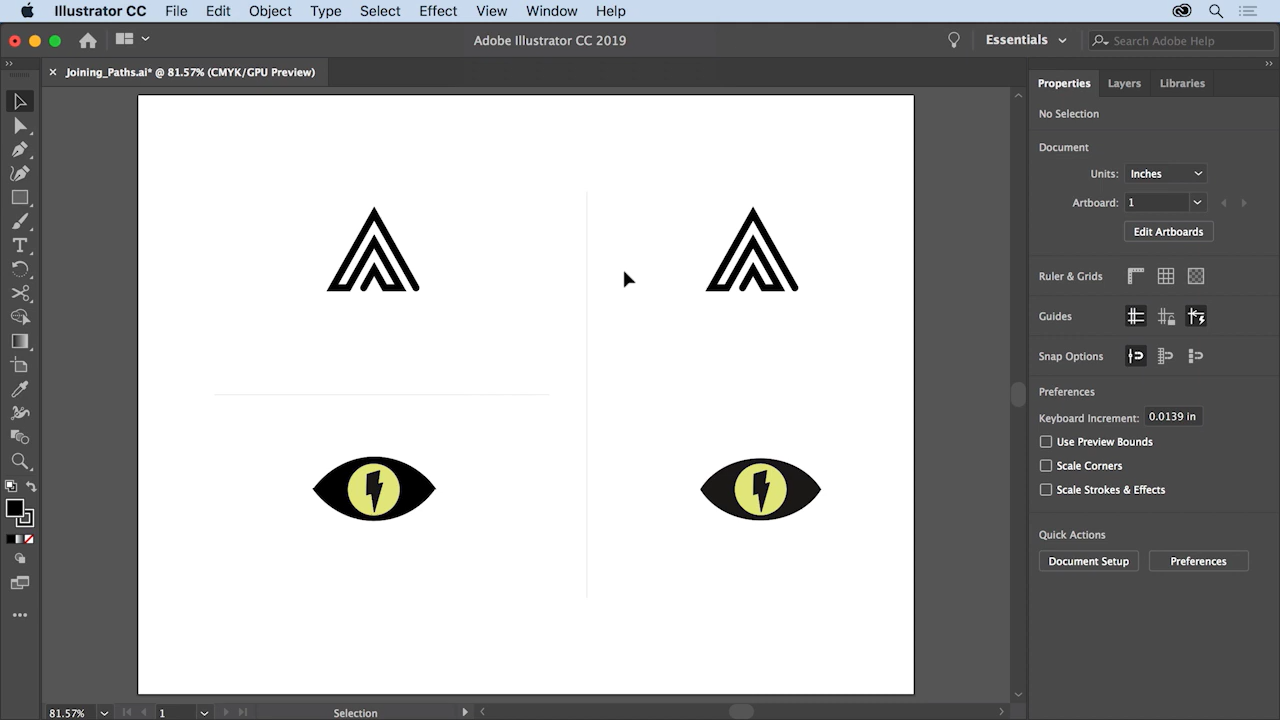 Illustrator CC File Edit Object Type Select Effect View Window Help
Adobe Illustrator CC 2019
Essentials
Search Adobe Help
× Joining_Paths.ai* @ 81.57% (CMYK/GPU Preview)
Properties Layers Libraries
No Selection
Document
Units: Inches
Artboard: 1
Edit Artboards
Ruler & Grids
Guides
Snap Options
Preferences
Keyboard Increment: 0.0139 in
Use Preview Bounds
Scale Corners
Scale Strokes & Effects
Quick Actions
Document Setup Preferences
81.57% 1 Selection